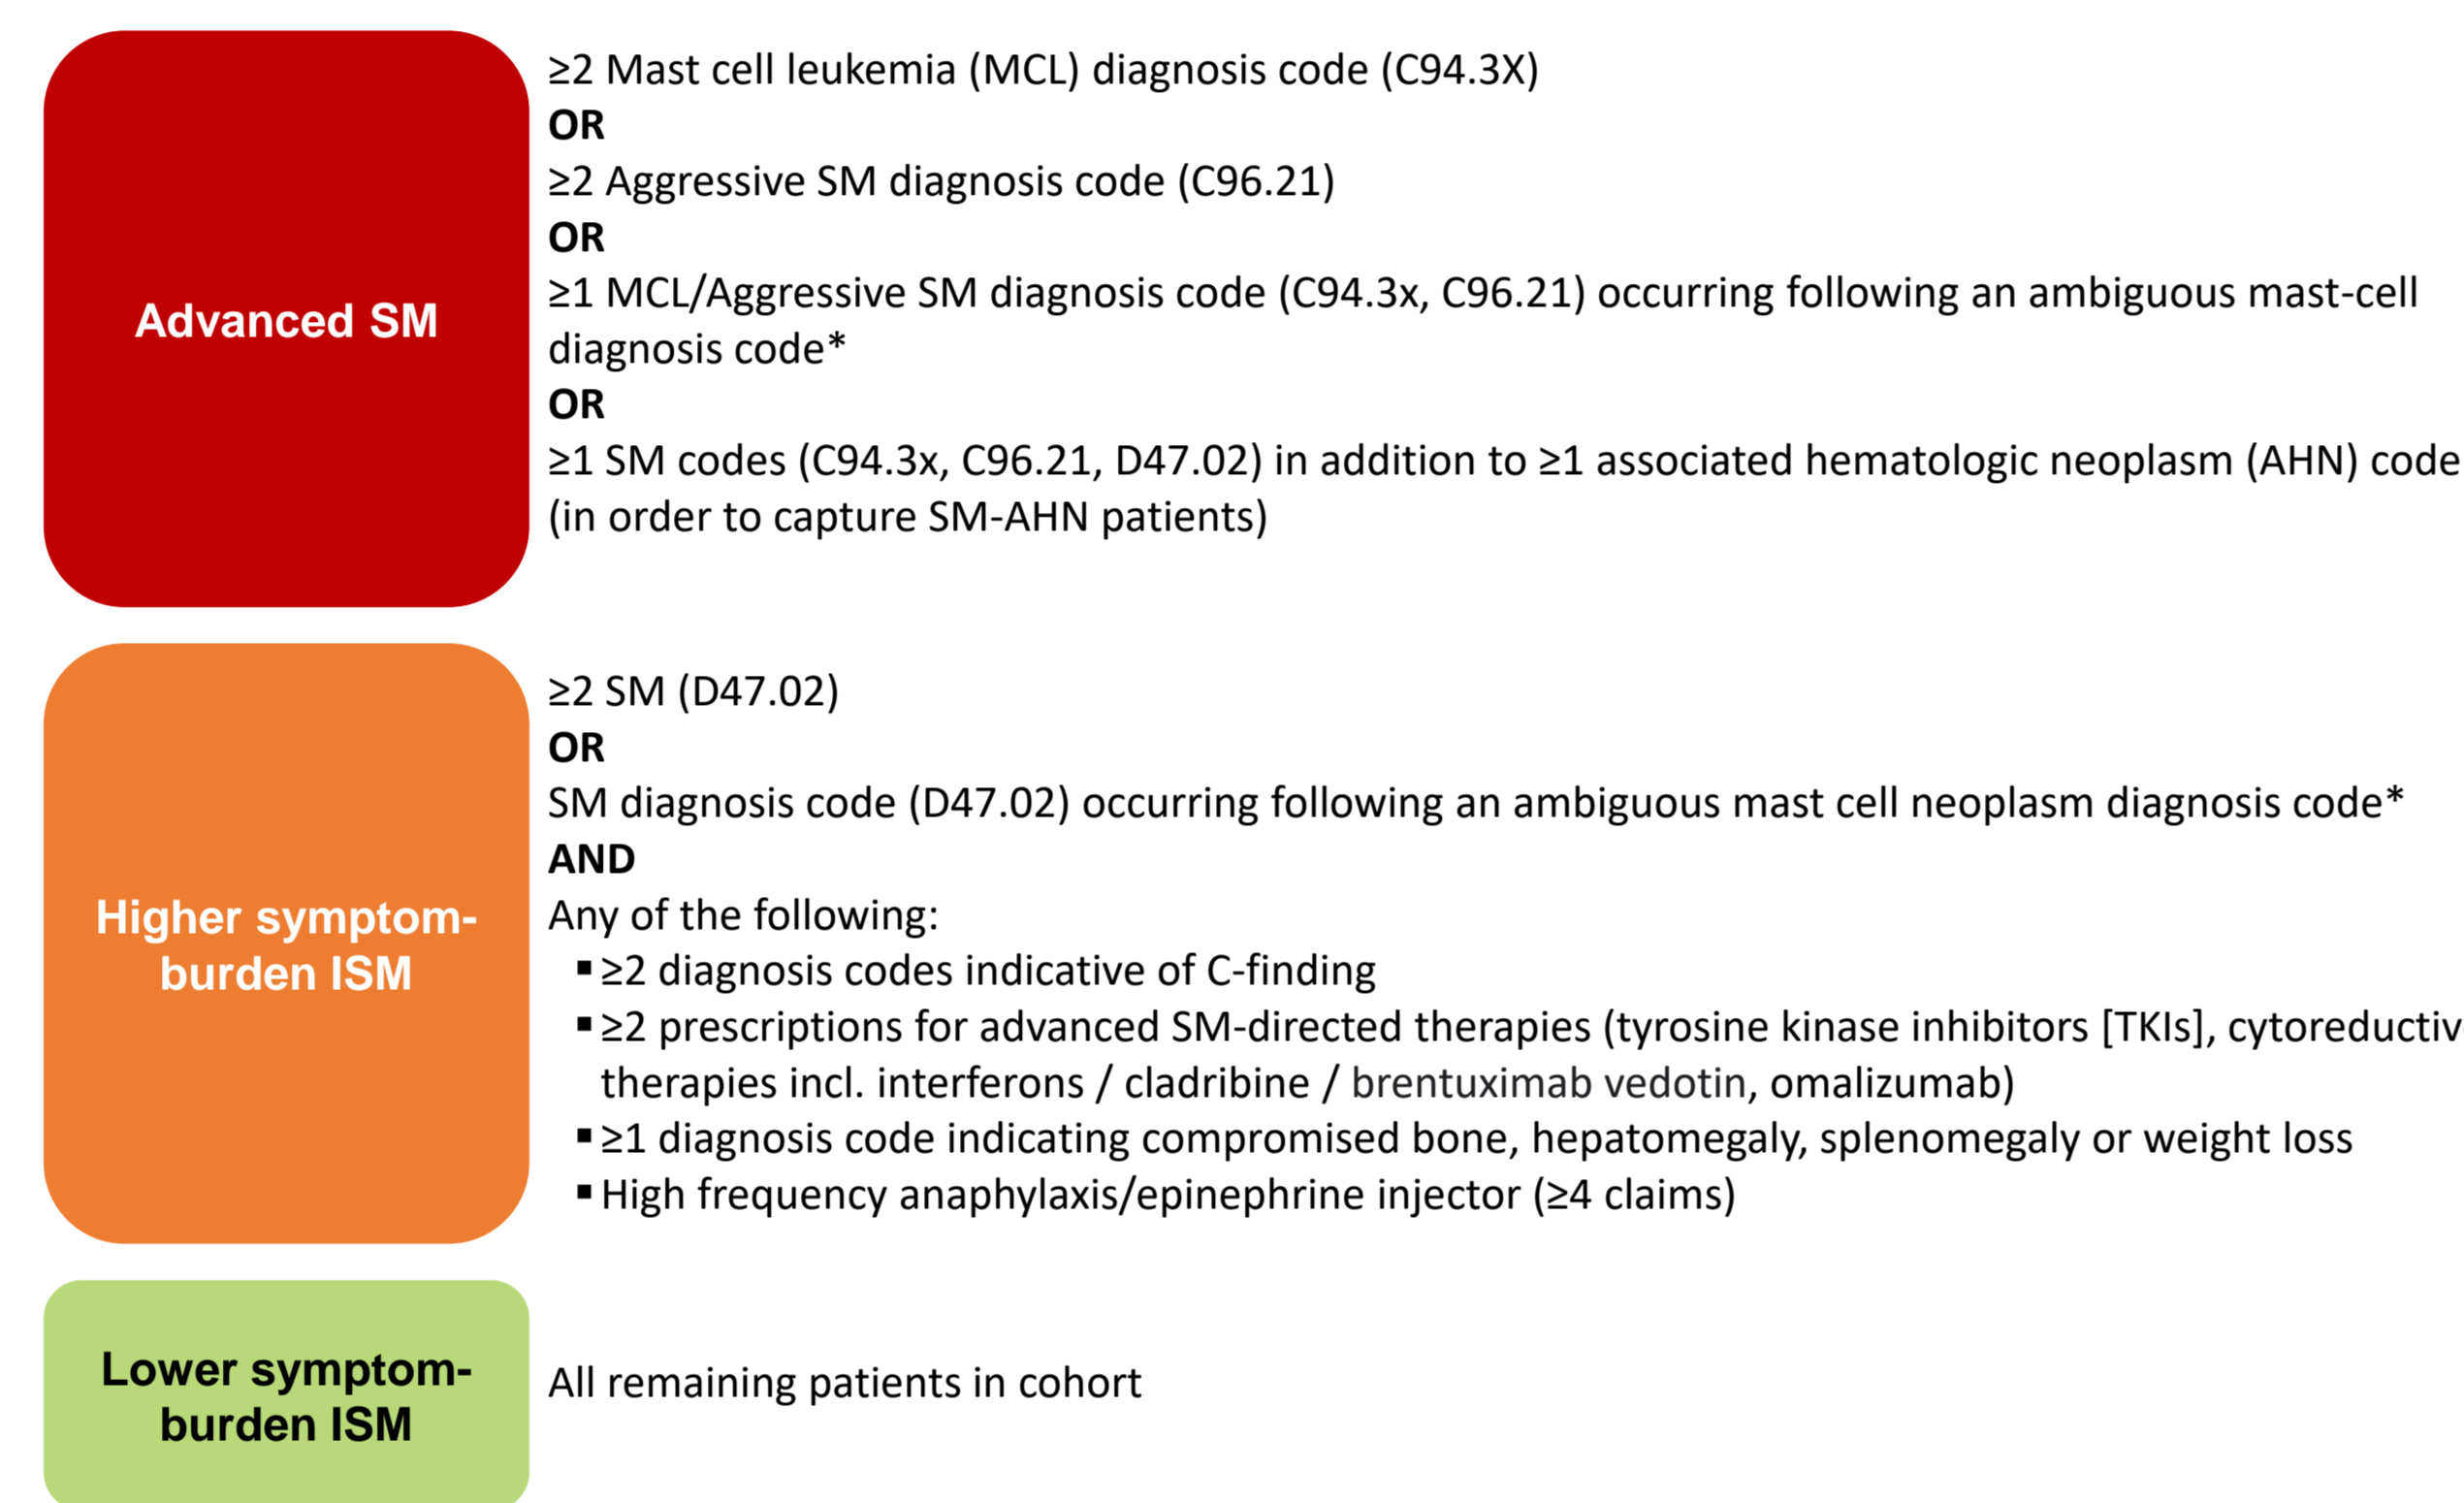 Advanced SM
≥2 Mast cell leukemia (MCL) diagnosis code (C94.3X)
OR
≥2 Aggressive SM diagnosis code (C96.21)
OR
≥1 MCL/Aggressive SM diagnosis code (C94.3x, C96.21) occurring following an ambiguous mast-cell
diagnosis code*
OR
≥1 SM codes (C94.3x, C96.21, D47.02) in addition to ≥1 associated hematologic neoplasm (AHN) code
(in order to capture SM-AHN patients)
Higher symptom-
burden ISM
≥2 SM (D47.02)
OR
SM diagnosis code (D47.02) occurring following an ambiguous mast cell neoplasm diagnosis code*
AND
Any of the following:
▪ ≥2 diagnosis codes indicative of C-finding
▪ ≥2 prescriptions for advanced SM-directed therapies (tyrosine kinase inhibitors [TKIs], cytoreductiv
therapies incl. interferons / cladribine / brentuximab vedotin, omalizumab)
▪ ≥1 diagnosis code indicating compromised bone, hepatomegaly, splenomegaly or weight loss
▪ High frequency anaphylaxis/epinephrine injector (≥4 claims)
Lower symptom-
burden ISM
All remaining patients in cohort